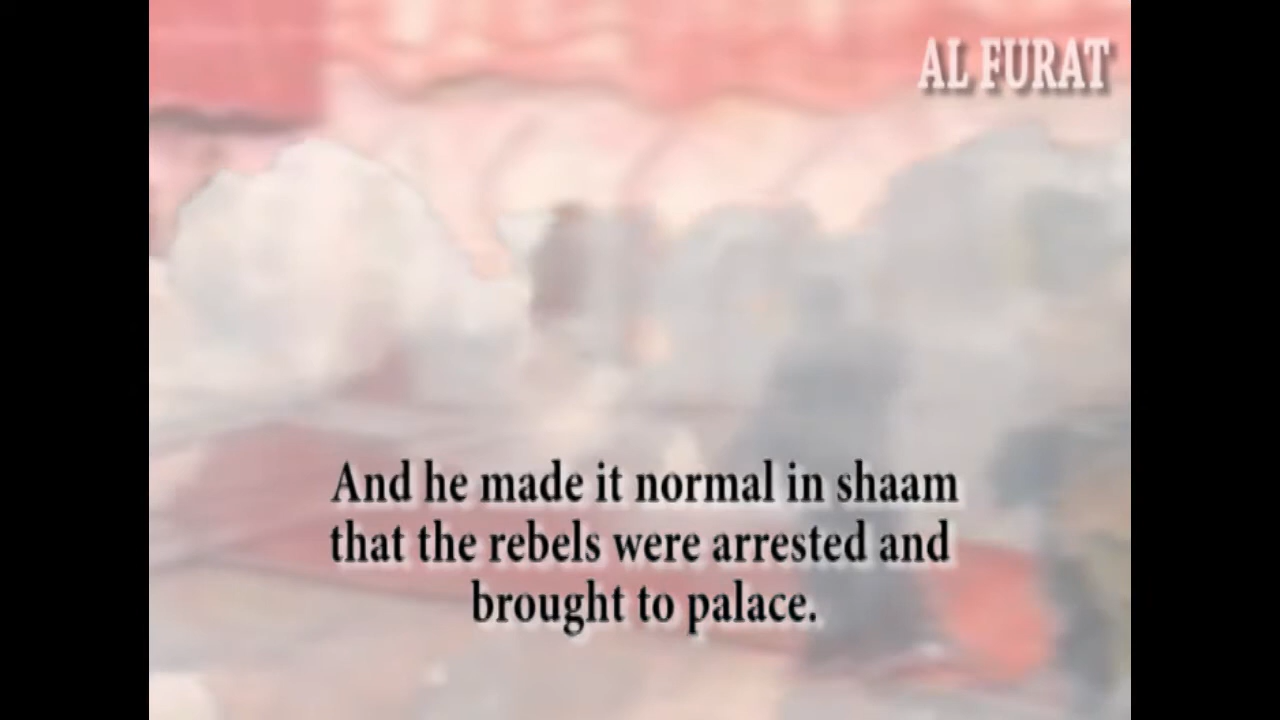 AL FURAT
And he made it normal in shaam
that the rebels were arrested and
brought to palace.